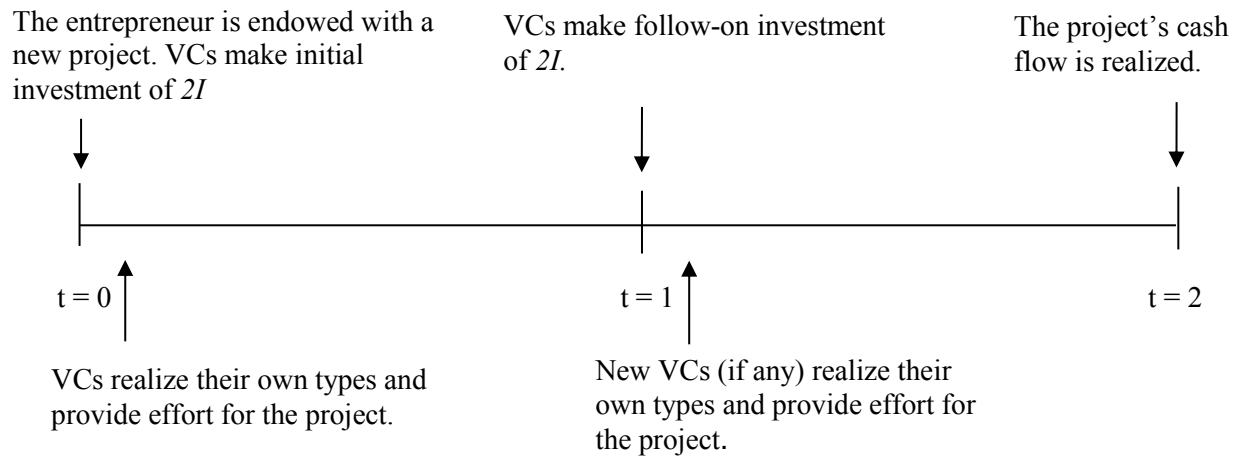 The entrepreneur is endowed with a
new project. VCs make initial
investment of 2I
VCs make follow-on investment
of 2I.
The project’s cash
flow is realized.
t = 0
t = 1
t = 2
VCs realize their own types and
provide effort for the project.
New VCs (if any) realize their
own types and provide effort for
the project.